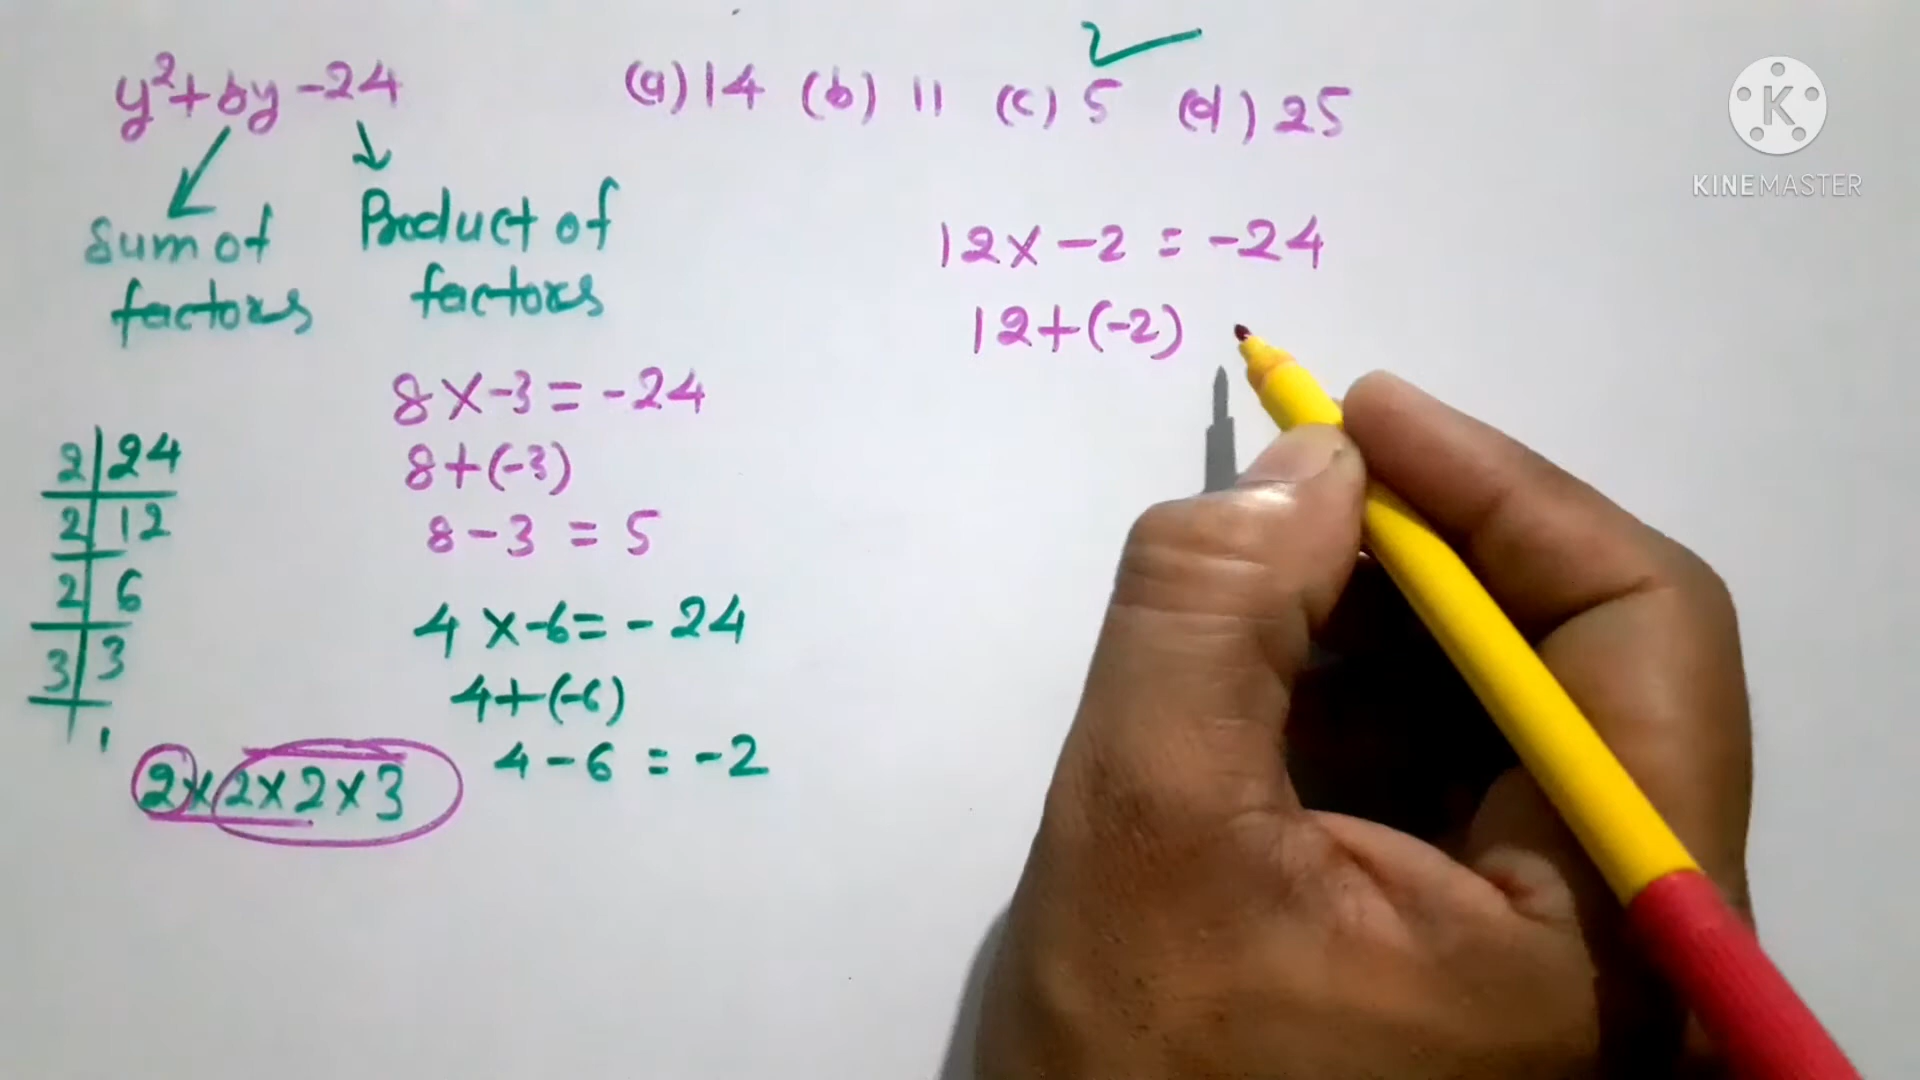 y²+by-24 (a) 14 (b) 11 (c) 5 (d) 25
Sum of factors
Product of factors
8 × -3 = -24
8+(-3)
8 - 3 = 5
4 × -6 = - 24
4+(-6)
4 - 6 = -2
2|24
2|12
2|6
3|3
1
2×2×2×3
12× -2 = -24
12+(-2)
K
KINEMASTER